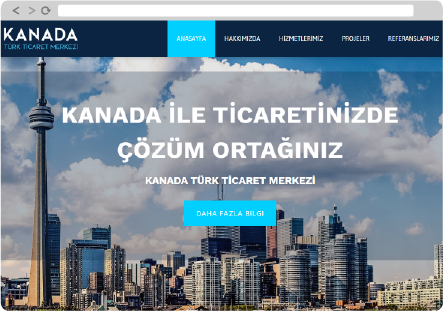 KANADA
TÜRK TİCARET MERKEZİ
ANASAYFA
HAKKIMIZDA
HİZMETLERİMİZ
PROJELER
REFERANSLARIMIZ
KANADA İLE TİCARETİNİZDE
ÇÖZÜM ORTAĞINIZ
KANADA TÜRK TİCARET MERKEZİ
DAHA FAZLA BİLGİ